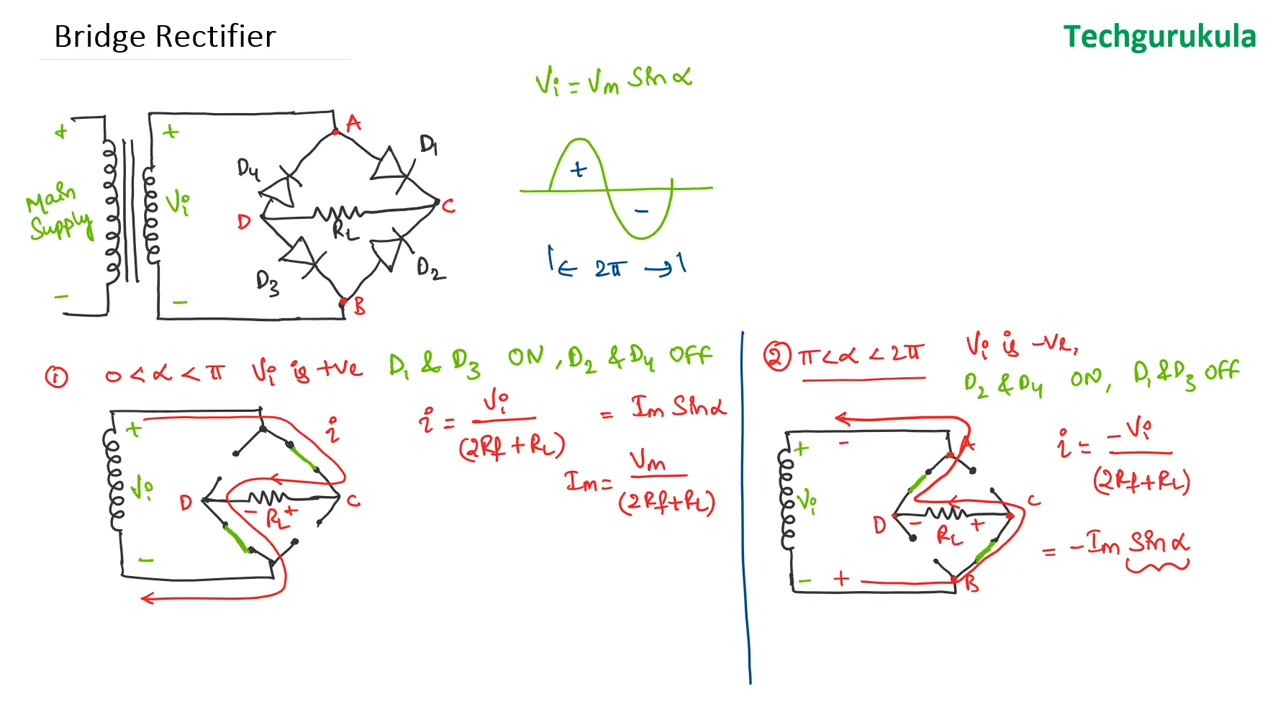 Bridge Rectifier
Techgurukula
Vi = Vm Sin α
+ Main Supply −
+ Vi −
A
D4 D1
D RL C
D3 D2
B
+
−
← 2π →
① 0 < α < π Vi is +ve D1 & D3 ON, D2 & D4 OFF
+ Vi −
i
D − RL + C
i = Vi / (2Rf + RL) = Im Sin α
Im = Vm / (2Rf + RL)
② π < α < 2π Vi is −ve,
D2 & D4 ON, D1 & D3 OFF
+ Vi −
− A
D − RL + C
+ B
i = −Vi / (2Rf + RL)
= −Im Sin α